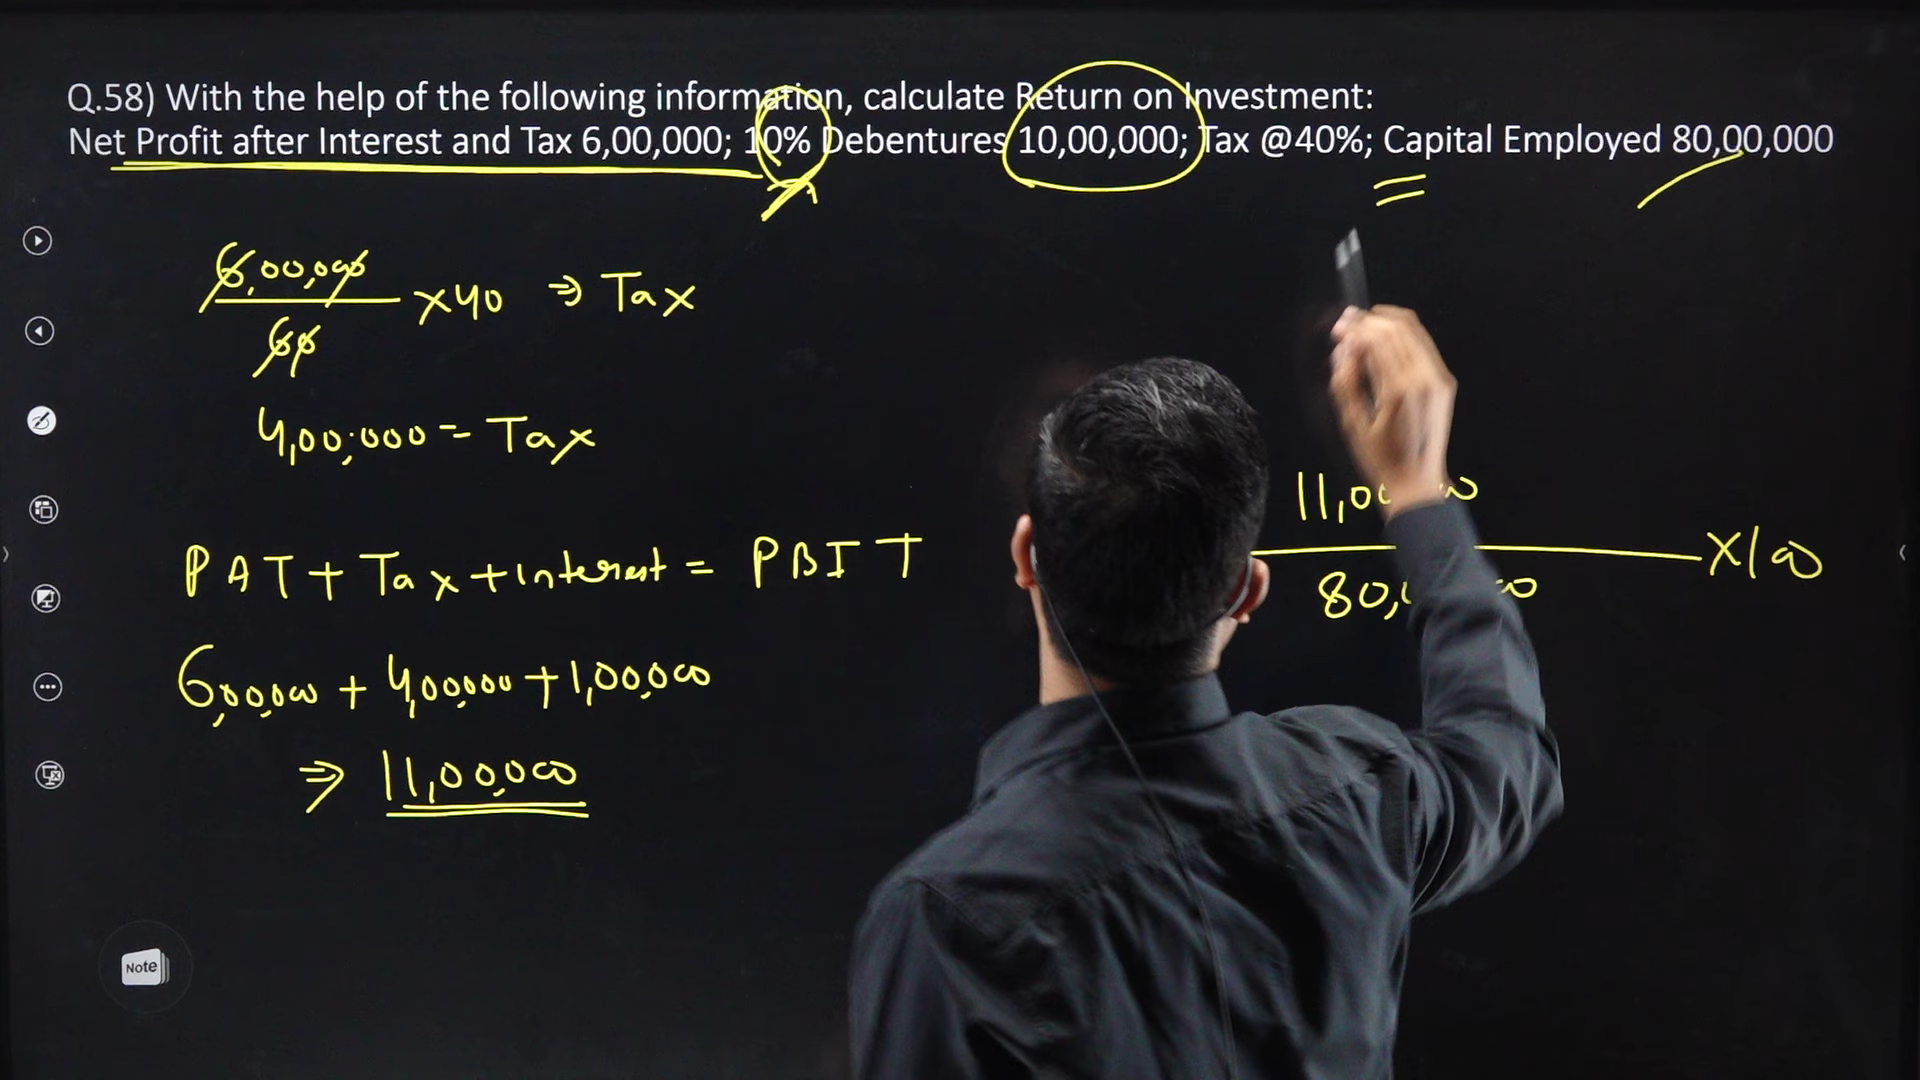 Q.58) With the help of the following information, calculate Return on Investment:
Net Profit after Interest and Tax 6,00,000; 10% Debentures 10,00,000; Tax @40%; Capital Employed 80,00,000
6,00,000
60
x40 ⇒ Tax
4,00,000 = Tax
PAT + Tax + Interest = PBIT
6,00,000 + 4,00,000 + 1,00,000
⇒ 11,00,000
x100
Note